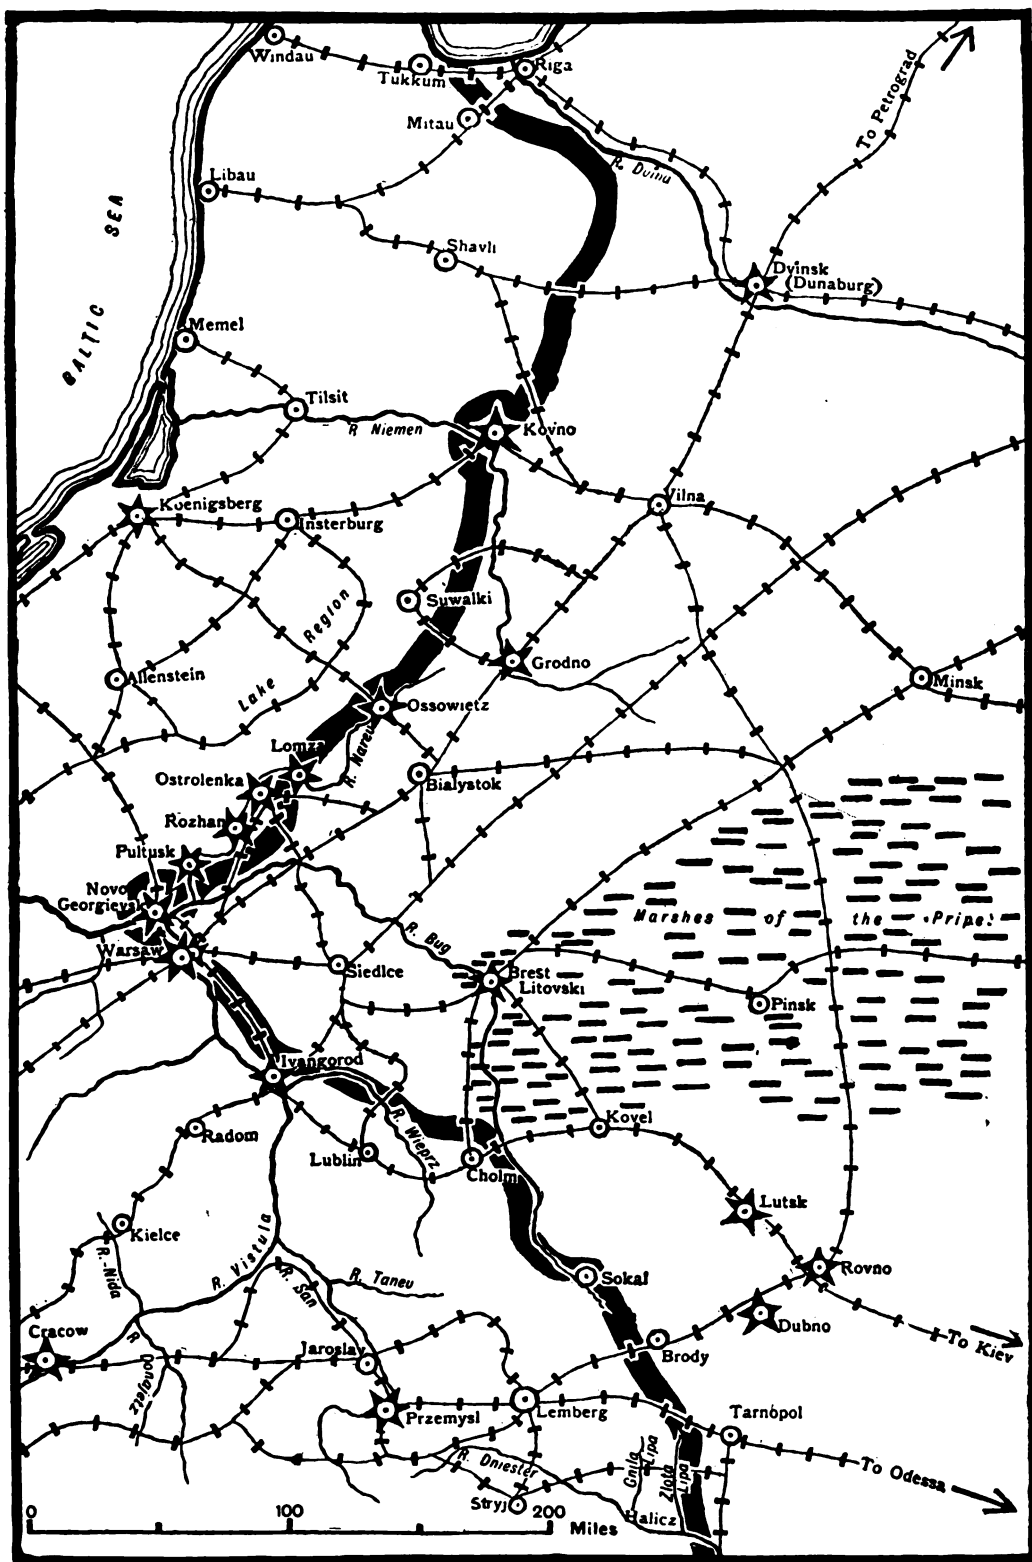 Windau
Tukkum
Riga
To Petrograd
Mitau
R. Dvina
Libau
BALTIC SEA
Shavli
Dvinsk
(Dunaburg)
Memel
Tilsit
R Niemen
Kovno
Koenigsberg
Insterburg
Vilna
Suwalki
Lake Region
Grodno
Allenstein
Minsk
Ossowietz
Lomza
R. Narew
Ostrolenka
Bialystok
Rozhan
Pultusk
Novo
Georgievsk
Marshes of the Pripet
R. Bug
Warsaw
Siedlce
Brest
Litovski
Pinsk
Ivangorod
R. Wieprz
Kovel
Radom
Lublin
Cholm
Lutsk
Kielce
R. Nida
R. Vistula
Rovno
R. San
R. Taneu
Sokal
Dubno
To Kiev
Cracow
R Donajetz
Jaroslav
Brody
Przemysl
Lemberg
Tarnopol
Gnila Lipa
Zlota Lipa
R. Dniester
To Odessa
Stryj
Halicz
0 100 200 Miles